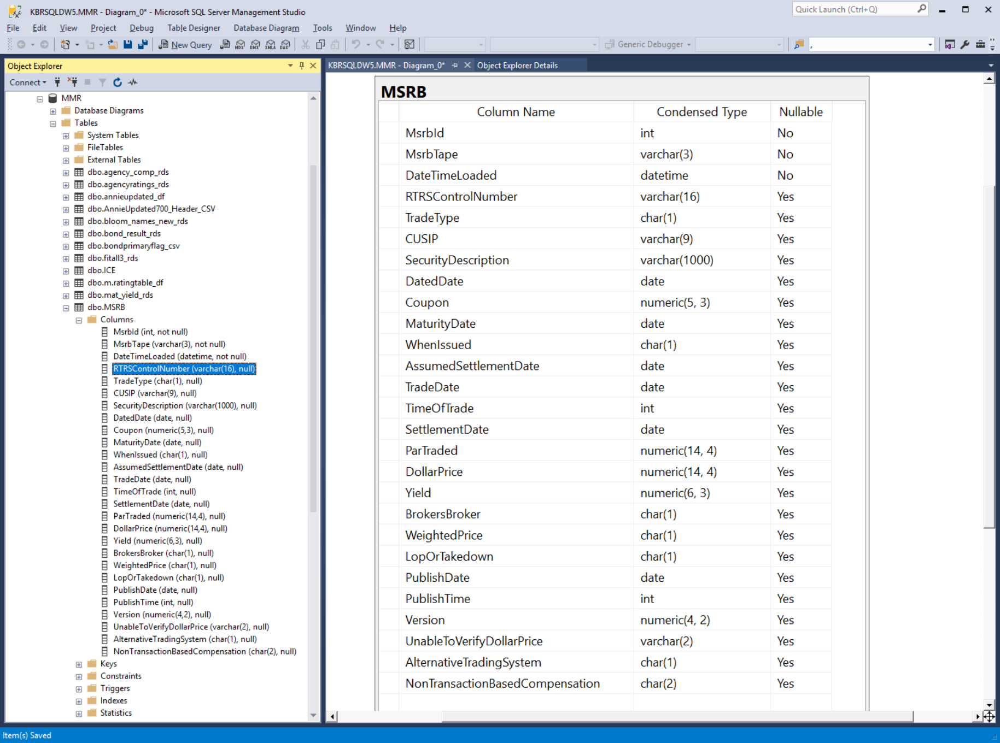 KBRSQLDW5.MMR - Diagram_0* - Microsoft SQL Server Management Studio
Quick Launch (Ctrl+Q)
File Edit View Project Debug Table Designer Database Diagram Tools Window Help
New Query MDX DMX XMLA DAX Generic Debugger ,
Object Explorer
Connect
MMR
Database Diagrams
Tables
System Tables
FileTables
External Tables
dbo.agency_comp_rds
dbo.agencyratings_rds
dbo.annieupdated_df
dbo.AnnieUpdated700_Header_CSV
dbo.bloom_names_new_rds
dbo.bond_result_rds
dbo.bondprimaryflag_csv
dbo.fitall3_rds
dbo.ICE
dbo.m.ratingtable_df
dbo.mat_yield_rds
dbo.MSRB
Columns
MsrbId (int, not null)
MsrbTape (varchar(3), not null)
DateTimeLoaded (datetime, not null)
RTRSControlNumber (varchar(16), null)
TradeType (char(1), null)
CUSIP (varchar(9), null)
SecurityDescription (varchar(1000), null)
DatedDate (date, null)
Coupon (numeric(5,3), null)
MaturityDate (date, null)
WhenIssued (char(1), null)
AssumedSettlementDate (date, null)
TradeDate (date, null)
TimeOfTrade (int, null)
SettlementDate (date, null)
ParTraded (numeric(14,4), null)
DollarPrice (numeric(14,4), null)
Yield (numeric(6,3), null)
BrokersBroker (char(1), null)
WeightedPrice (char(1), null)
LopOrTakedown (char(1), null)
PublishDate (date, null)
PublishTime (int, null)
Version (numeric(4,2), null)
UnableToVerifyDollarPrice (varchar(2), null)
AlternativeTradingSystem (char(1), null)
NonTransactionBasedCompensation (char(2), null)
Keys
Constraints
Triggers
Indexes
Statistics
KBRSQLDW5.MMR - Diagram_0* Object Explorer Details
MSRB
Column Name Condensed Type Nullable
MsrbId int No
MsrbTape varchar(3) No
DateTimeLoaded datetime No
RTRSControlNumber varchar(16) Yes
TradeType char(1) Yes
CUSIP varchar(9) Yes
SecurityDescription varchar(1000) Yes
DatedDate date Yes
Coupon numeric(5, 3) Yes
MaturityDate date Yes
WhenIssued char(1) Yes
AssumedSettlementDate date Yes
TradeDate date Yes
TimeOfTrade int Yes
SettlementDate date Yes
ParTraded numeric(14, 4) Yes
DollarPrice numeric(14, 4) Yes
Yield numeric(6, 3) Yes
BrokersBroker char(1) Yes
WeightedPrice char(1) Yes
LopOrTakedown char(1) Yes
PublishDate date Yes
PublishTime int Yes
Version numeric(4, 2) Yes
UnableToVerifyDollarPrice varchar(2) Yes
AlternativeTradingSystem char(1) Yes
NonTransactionBasedCompensation char(2) Yes
Item(s) Saved